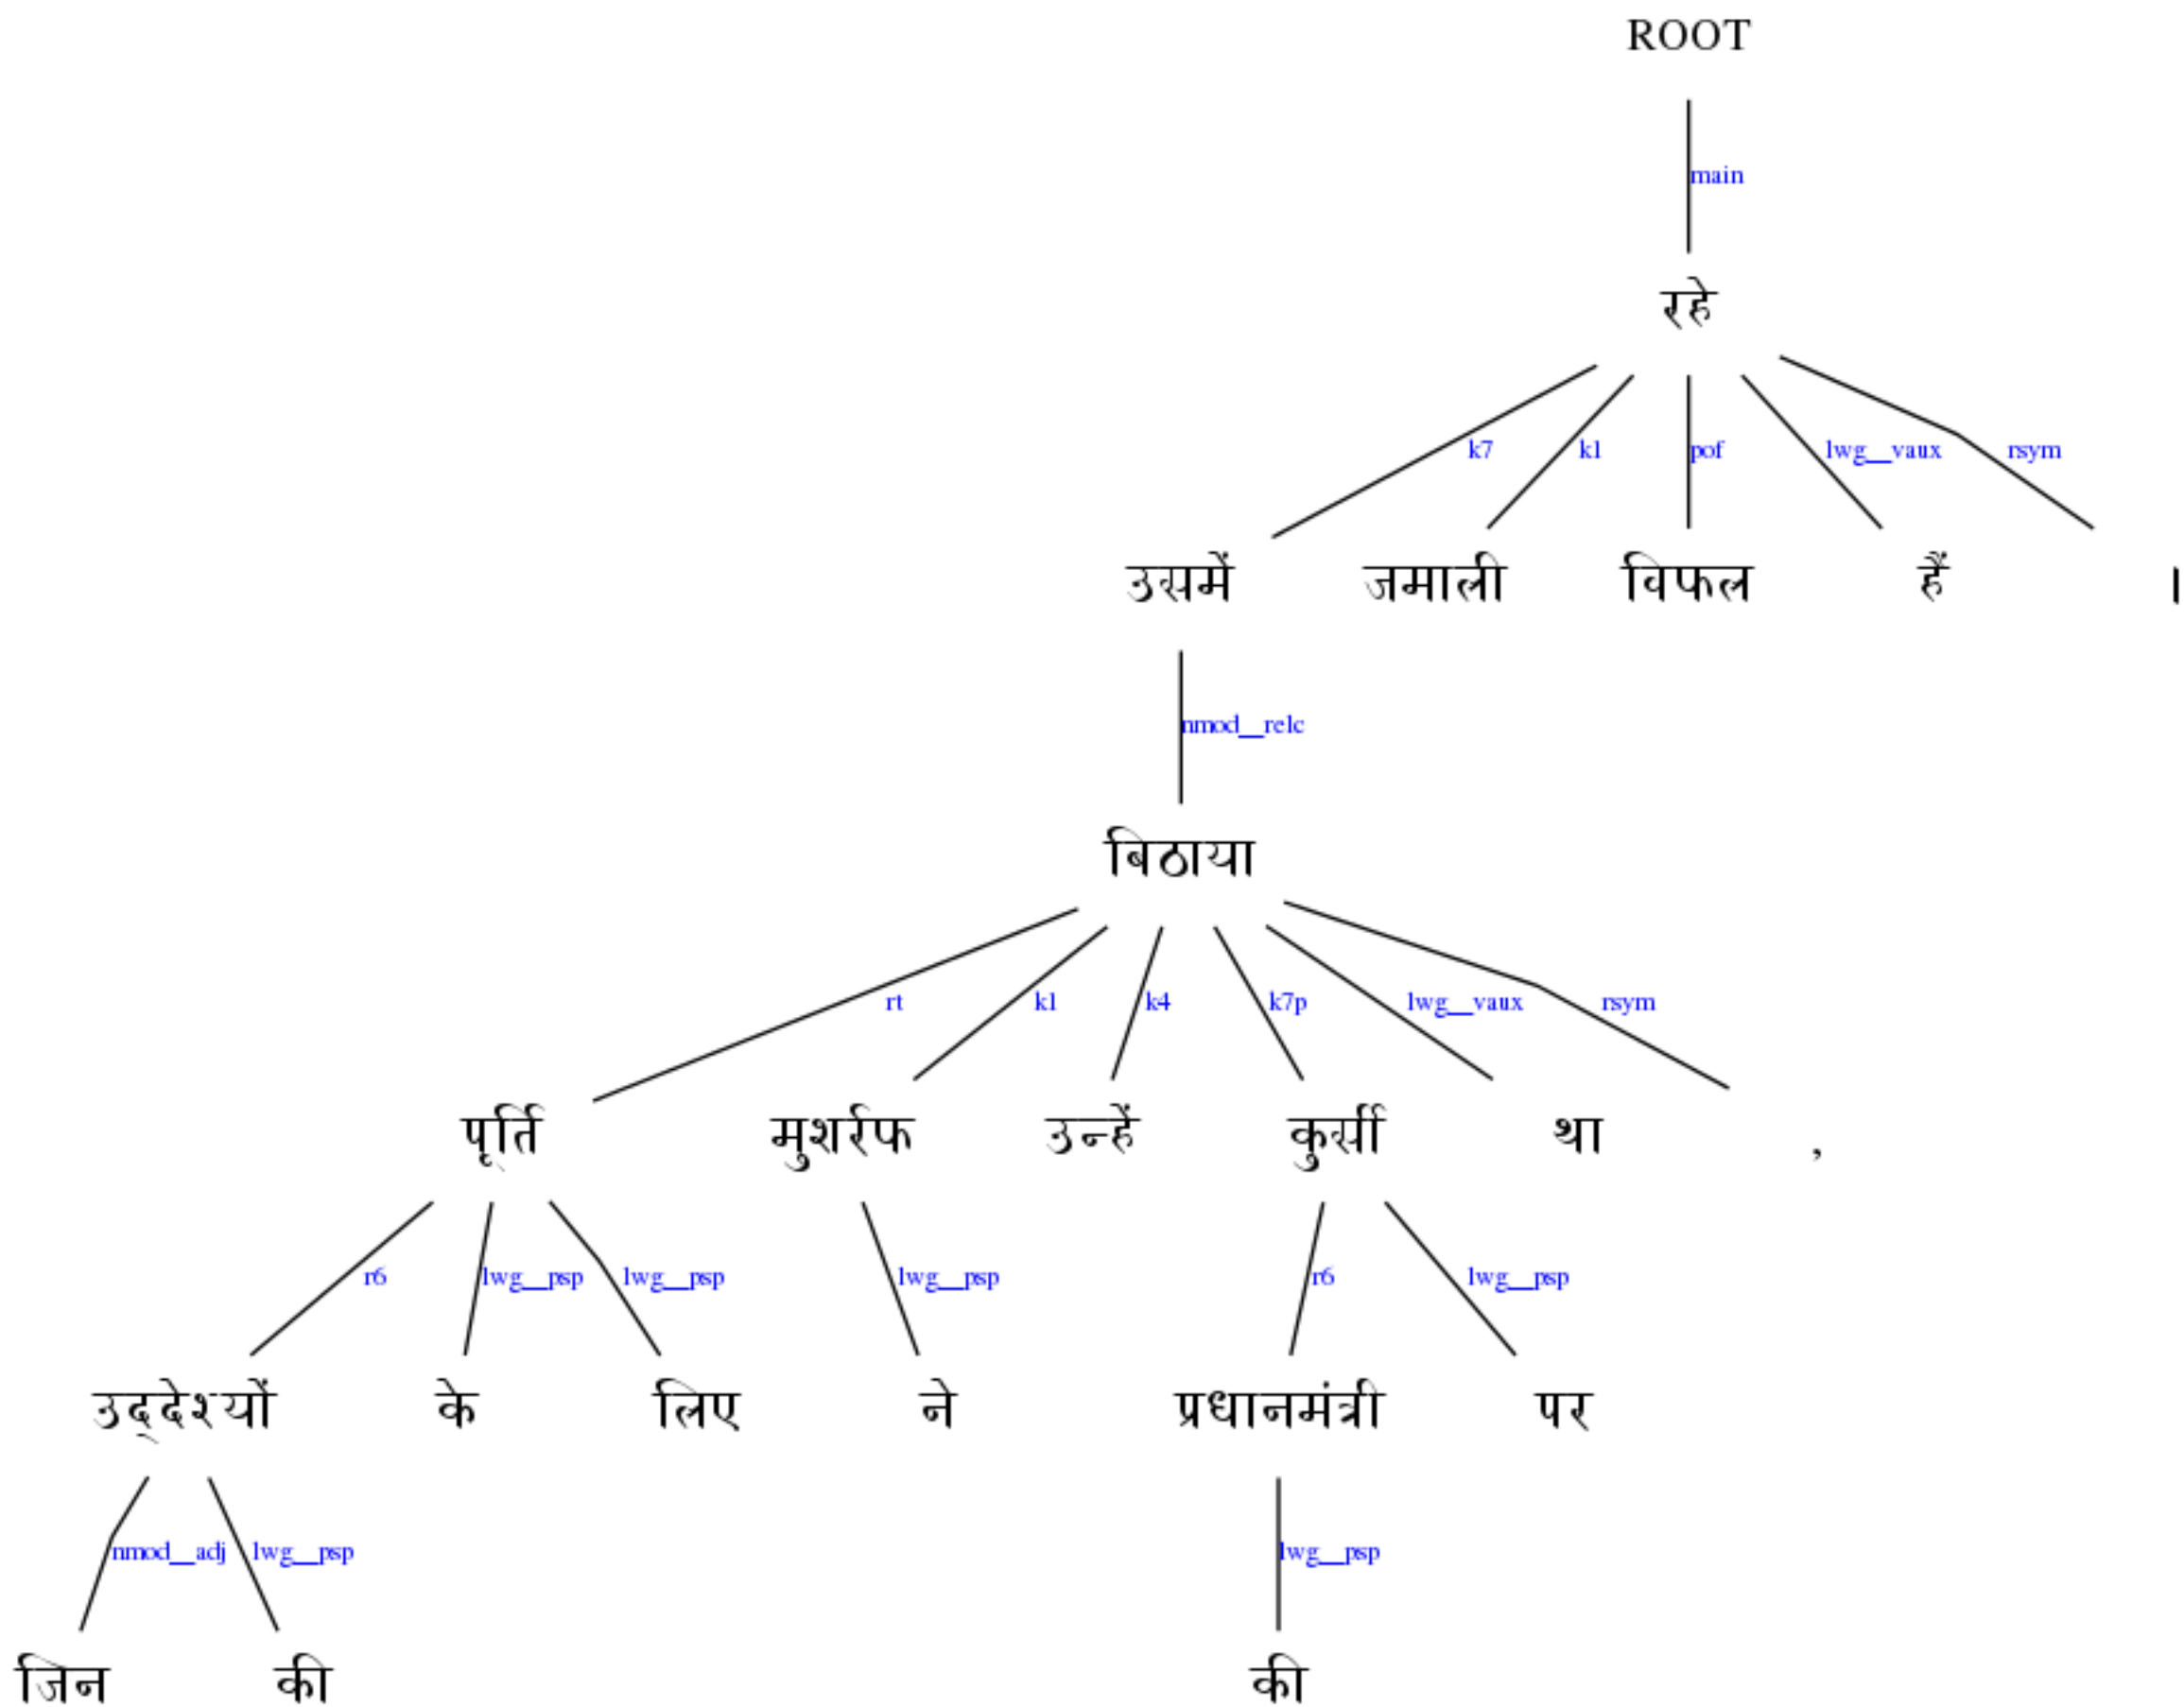 ROOT
main
रहे
k7 k1 pof lwg__vaux rsym
उसमें जमाली विफल हैं ।
nmod__relc
बिठाया
rt k1 k4 k7p lwg__vaux rsym
पूर्ति मुशर्रफ उन्हें कुर्सी था ,
r6 lwg__psp lwg__psp lwg__psp r6 lwg__psp
उद्देश्यों के लिए ने प्रधानमंत्री पर
nmod__adj lwg__psp lwg__psp
जिन की की